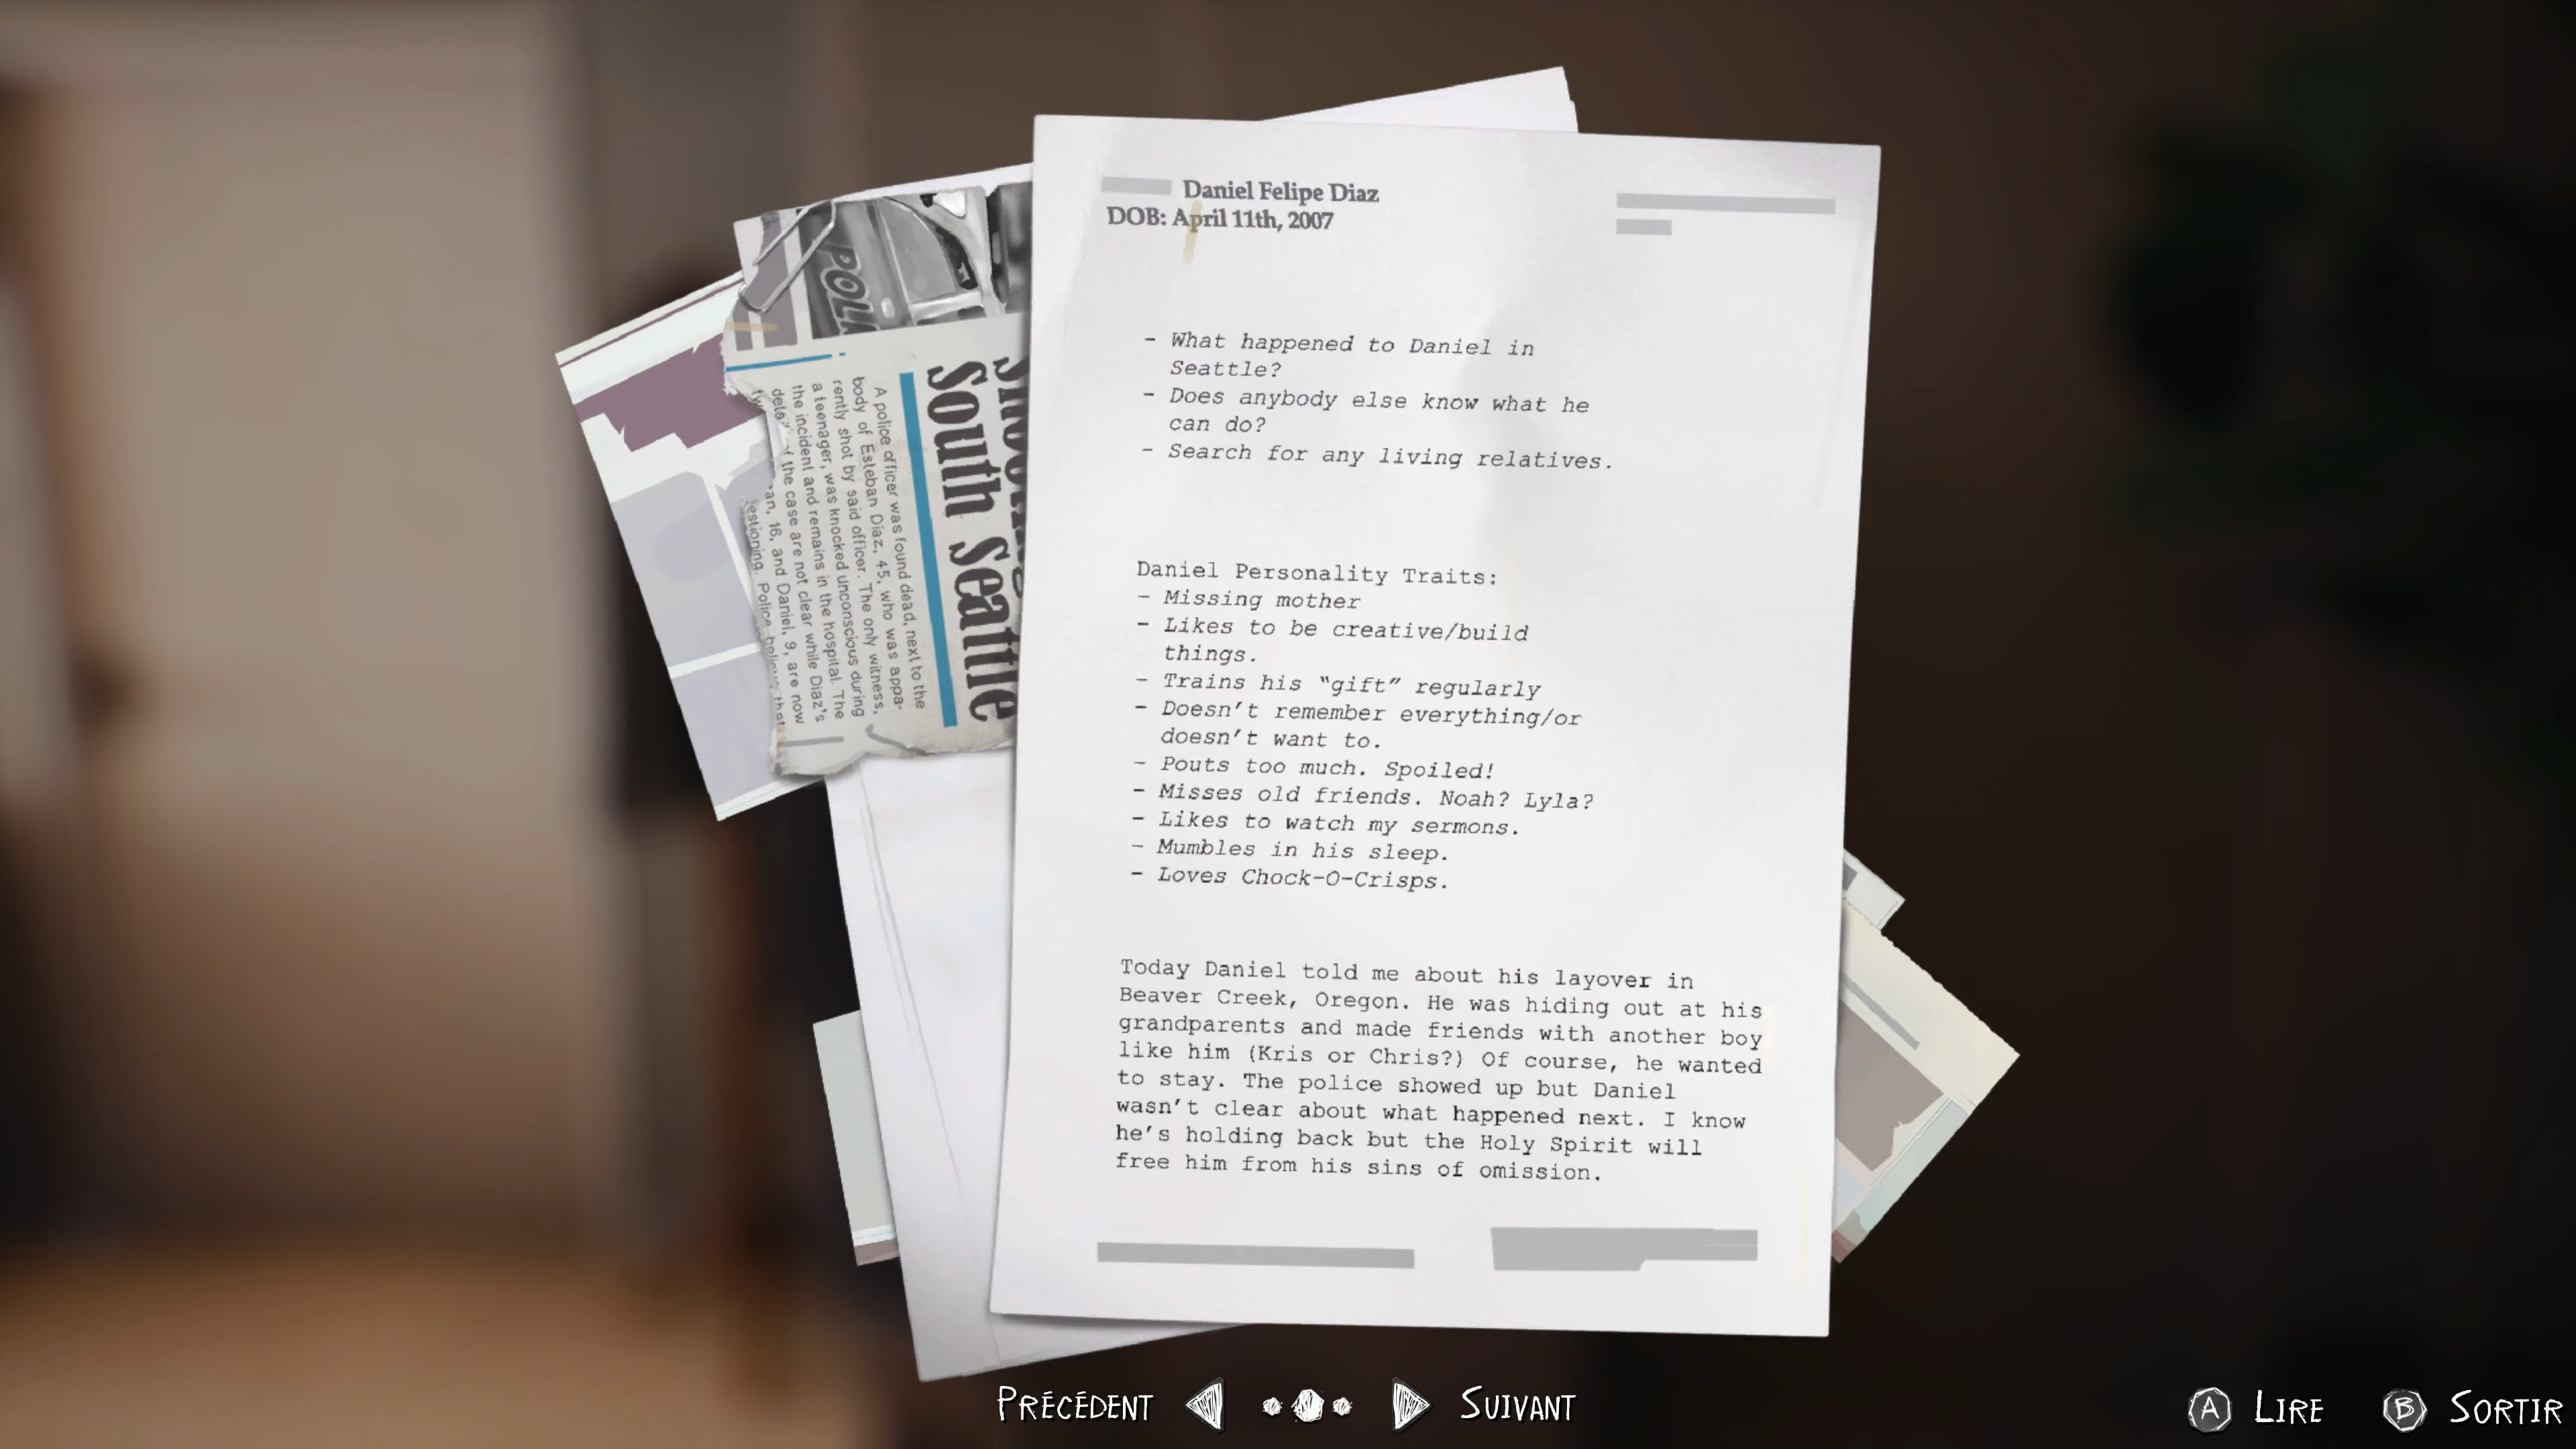 Daniel Felipe Diaz
DOB: April 11th, 2007
- What happened to Daniel in
Seattle?
- Does anybody else know what he
can do?
- Search for any living relatives.
Daniel Personality Traits:
- Missing mother
- Likes to be creative/build
things.
- Trains his “gift” regularly
- Doesn't remember everything/or
doesn't want to.
- Pouts too much. Spoiled!
- Misses old friends. Noah? Lyla?
- Likes to watch my sermons.
- Mumbles in his sleep.
- Loves Chock-O-Crisps.
Today Daniel told me about his layover in
Beaver Creek, Oregon. He was hiding out at his
grandparents and made friends with another boy
like him (Kris or Chris?) Of course, he wanted
to stay. The police showed up but Daniel
wasn't clear about what happened next. I know
he's holding back but the Holy Spirit will
free him from his sins of omission.
South Seattle
A police officer was found dead, next to the
body of Esteban Diaz, 45, who was appa-
rently shot by said officer. The only witness,
a teenager, was knocked unconscious during
the incident and remains in the hospital. The
of the case are not clear while Diaz's
16, and Daniel, 9, are now
Police
PRÉCÉDENT
SUIVANT
A LIRE
B SORTIR